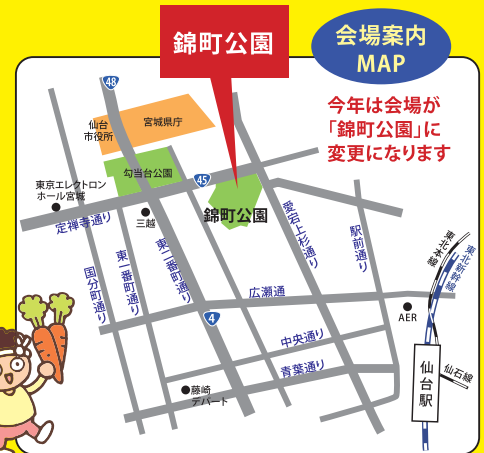 錦町公園
会場案内
MAP
今年は会場が
「錦町公園」に
変更になります
48
仙台
市役所
宮城県庁
勾当台公園
45
東京エレクトロン
ホール宮城
定禅寺通り
三越
錦町公園
愛宕上杉通り
駅前通り
東北本線
東北新幹線
国分町通り
東一番町通り
東二番町通り
広瀬通
4
AER
中央通り
青葉通り
仙台駅
仙石線
藤崎
デパート